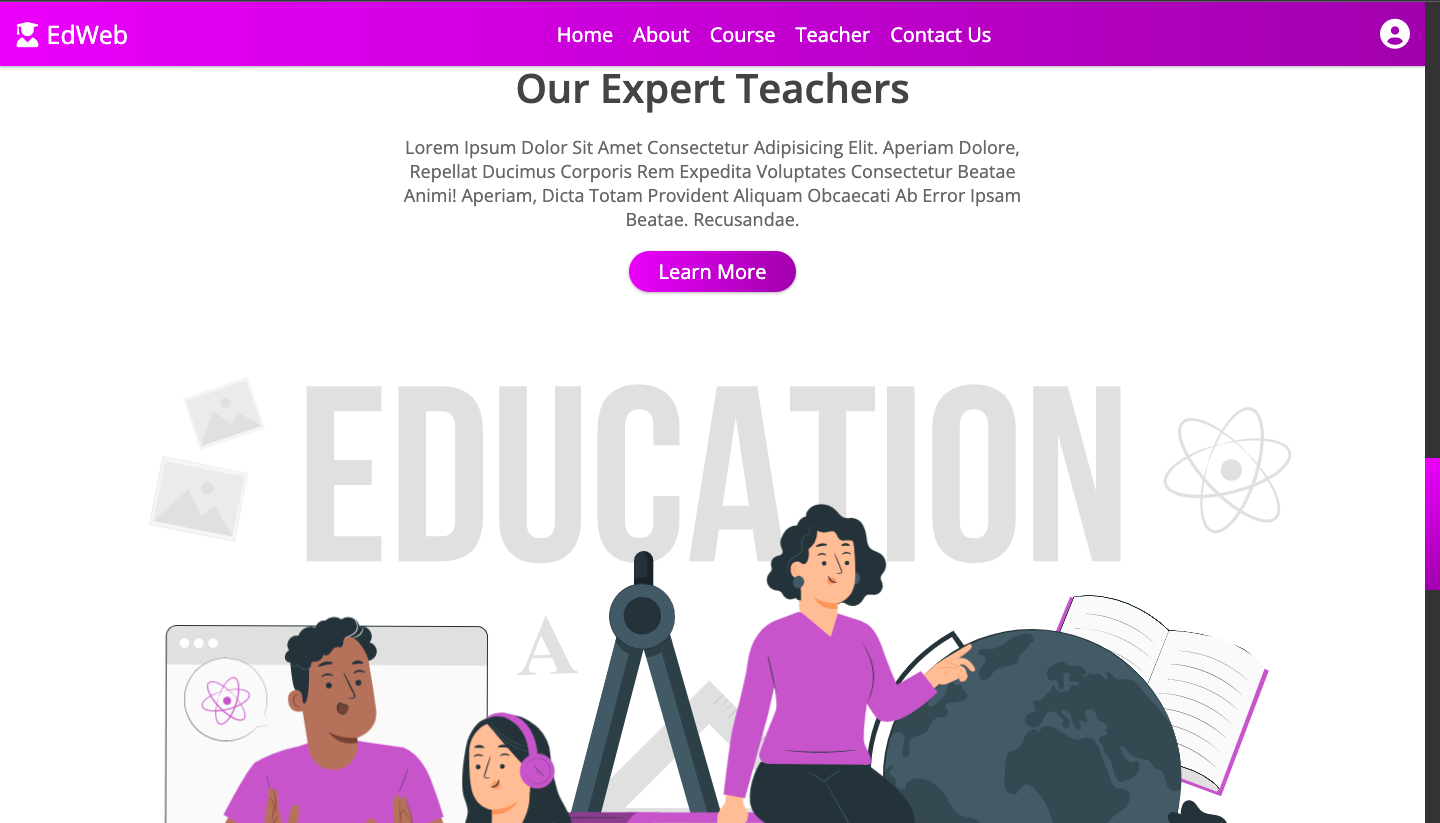 EdWeb
Home About Course Teacher Contact Us
Our Expert Teachers
Lorem Ipsum Dolor Sit Amet Consectetur Adipisicing Elit. Aperiam Dolore,
Repellat Ducimus Corporis Rem Expedita Voluptates Consectetur Beatae
Animi! Aperiam, Dicta Totam Provident Aliquam Obcaecati Ab Error Ipsam
Beatae. Recusandae.
Learn More
EDUCATION
A